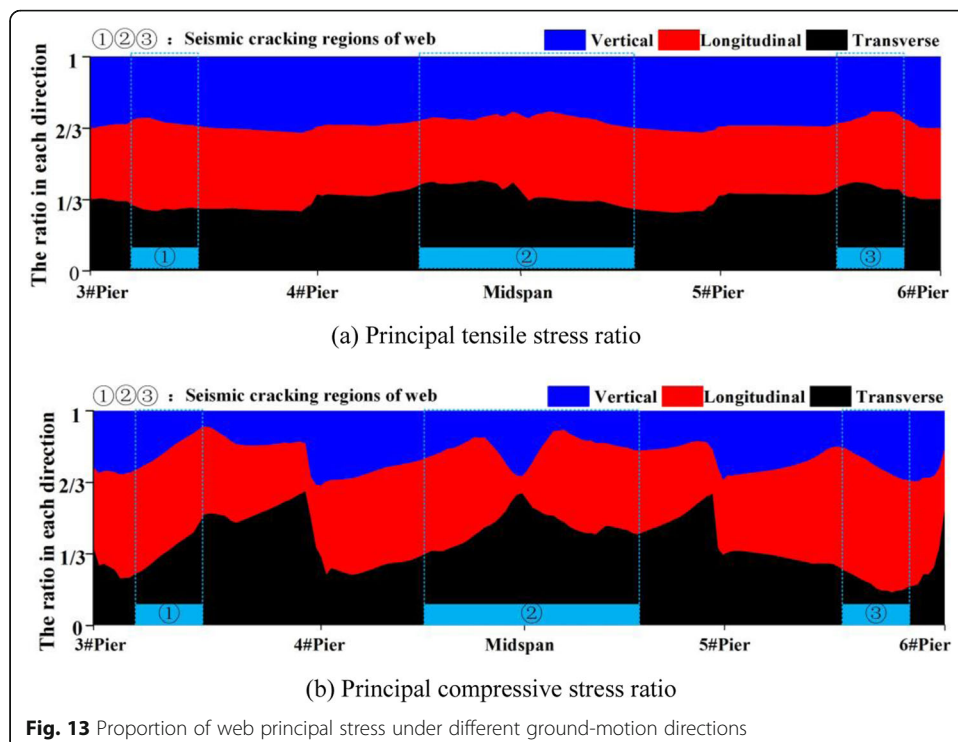 ①②③ : Seismic cracking regions of web Vertical Longitudinal Transverse
The ratio in each direction
1
2/3
1/3
0
① ② ③
3#Pier 4#Pier Midspan 5#Pier 6#Pier
(a) Principal tensile stress ratio
①②③ : Seismic cracking regions of web Vertical Longitudinal Transverse
The ratio in each direction
1
2/3
1/3
0
① ② ③
3#Pier 4#Pier Midspan 5#Pier 6#Pier
(b) Principal compressive stress ratio
Fig. 13 Proportion of web principal stress under different ground-motion directions